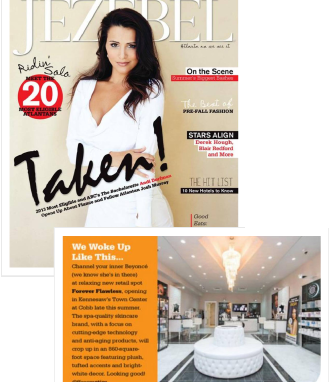 JEZEBEL
Atlanta as we see it
Ridin' Solo
MEET THE
20
MOST ELIGIBLE
ATLANTANS
On the Scene
Summer's Biggest Bashes
The Best of
PRE-FALL FASHION
STARS ALIGN
Derek Hough,
Blair Redford
and More
THE HIT LIST
10 New Hotels to Know
Good
Eats:
Taken!
2013 Most Eligible and ABC's The Bachelorette Andi Dorfman
Opens Up About Fiance and Fellow Atlantan Josh Murray
We Woke Up
Like This...
Channel your inner Beyoncé
(we know she's in there)
at relaxing new retail spot
Forever Flawless, opening
in Kennesaw's Town Center
at Cobb late this summer.
The spa-quality skincare
brand, with a focus on
cutting-edge technology
and anti-aging products, will
crop up in an 980-square-
foot space featuring plush,
tufted accents and bright-
white décor. Looking good!